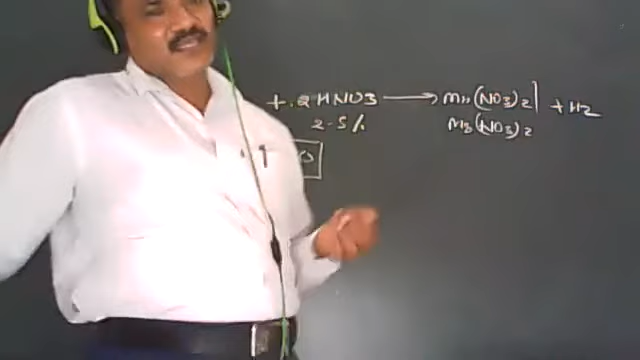 + 2HNO3 → Mn(NO3)2 | + H2
2-5%
Mg(NO3)2